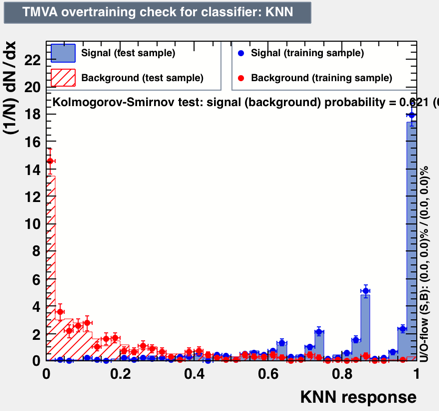 TMVA overtraining check for classifier: KNN
Signal (test sample)
Signal (training sample)
Background (test sample)
Background (training sample)
Kolmogorov-Smirnov test: signal (background) probability = 0.621 (
(1/N) dN / dx
22
20
18
16
14
12
10
8
6
4
2
0
0
0.2
0.4
0.6
0.8
1
KNN response
U/O-flow (S,B): (0.0, 0.0)% / (0.0, 0.0)%